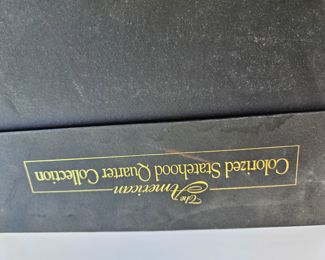 The
American
Colorized Statehood Quarter Collection